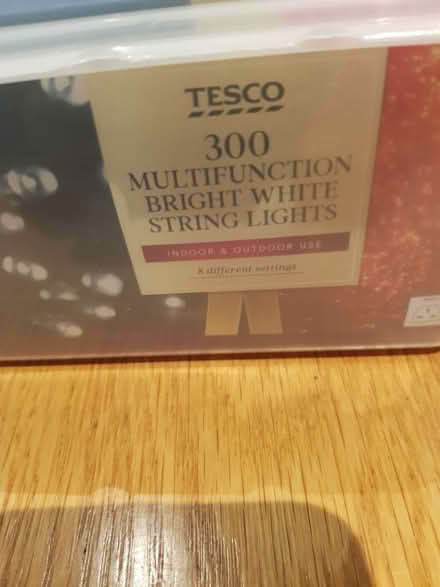 TESCO
300
MULTIFUNCTION
BRIGHT WHITE
STRING LIGHTS
INDOOR & OUTDOOR USE
8 different settings